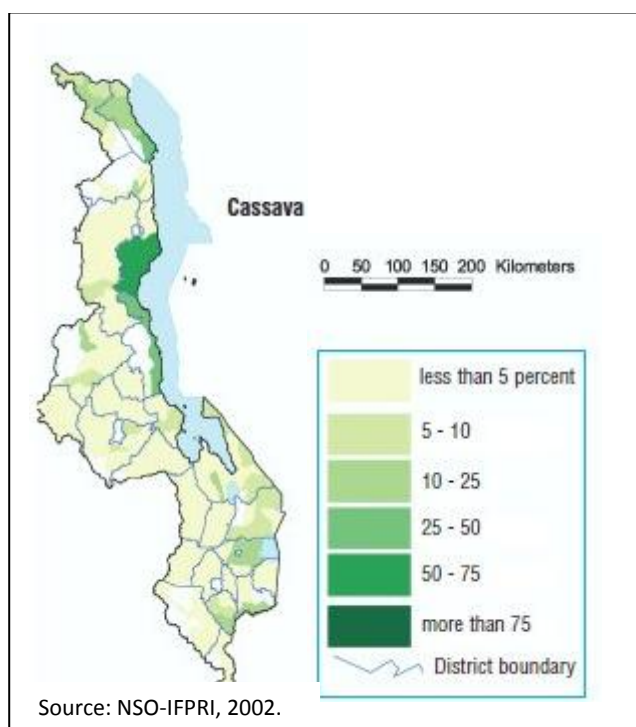 Cassava
0 50 100 150 200 Kilometers
less than 5 percent
5 - 10
10 - 25
25 - 50
50 - 75
more than 75
District boundary
Source: NSO-IFPRI, 2002.